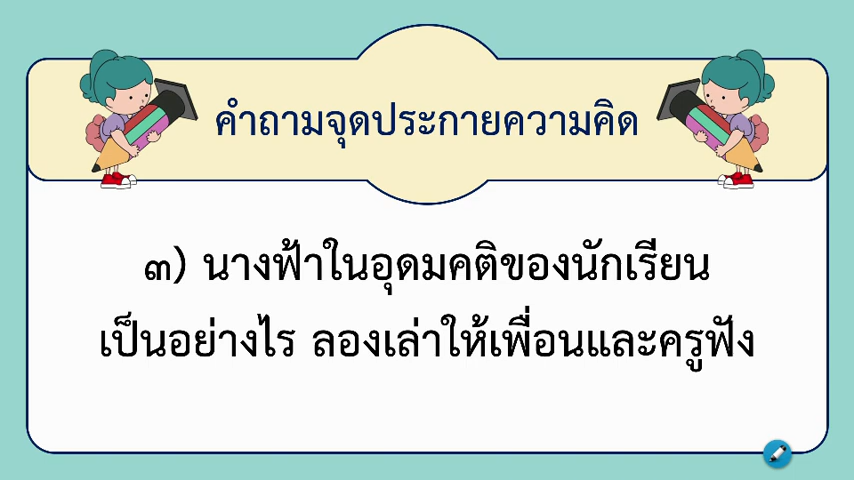 คำถามจุดประกายความคิด
๓) นางฟ้าในอุดมคติของนักเรียน
เป็นอย่างไร ลองเล่าให้เพื่อนและครูฟัง